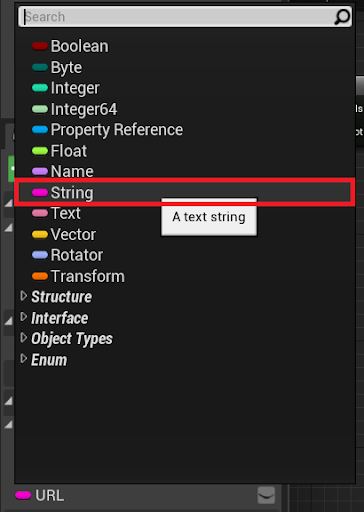 Search
Boolean
Byte
Integer
Integer64
Property Reference
Float
Name
String
A text string
Text
Vector
Rotator
Transform
Structure
Interface
Object Types
Enum
URL